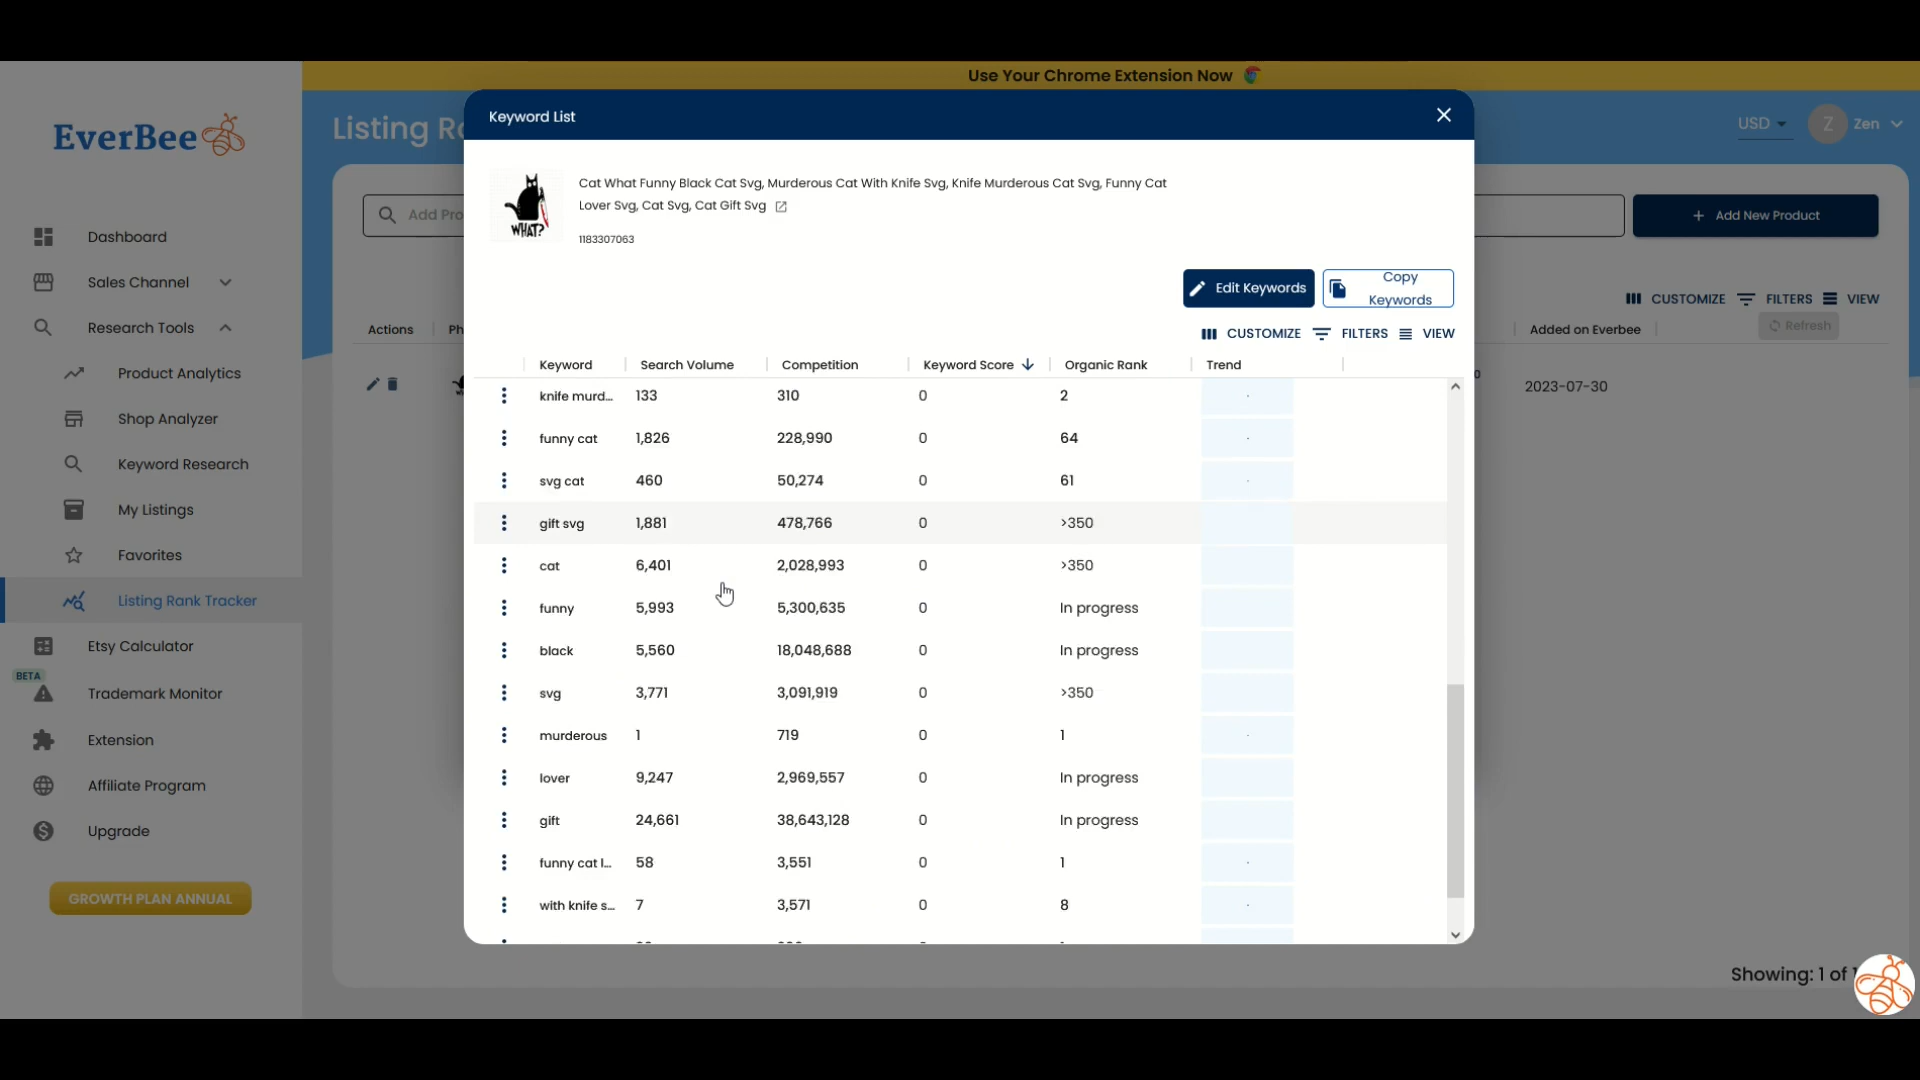 Use Your Chrome Extension Now
EverBee
Listing Ra
USD
Z
Zen
Keyword List
Cat What Funny Black Cat Svg, Murderous Cat With Knife Svg, Knife Murderous Cat Svg, Funny Cat
Lover Svg, Cat Svg, Cat Gift Svg
1183307063
WHAT?
Add Pro
+ Add New Product
Edit Keywords
Copy
Keywords
CUSTOMIZE FILTERS VIEW
CUSTOMIZE FILTERS VIEW
Refresh
Actions Ph
Added on Everbee
2023-07-30
Keyword Search Volume Competition Keyword Score Organic Rank Trend
knife murd... 133 310 0 2
funny cat 1,826 228,990 0 64
svg cat 460 50,274 0 61
gift svg 1,881 478,766 0 >350
cat 6,401 2,028,993 0 >350
funny 5,993 5,300,635 0 In progress
black 5,560 18,048,688 0 In progress
svg 3,771 3,091,919 0 >350
murderous 1 719 0 1
lover 9,247 2,969,557 0 In progress
gift 24,661 38,643,128 0 In progress
funny cat l... 58 3,551 0 1
with knife s... 7 3,571 0 8
Dashboard
Sales Channel
Research Tools
Product Analytics
Shop Analyzer
Keyword Research
My Listings
Favorites
Listing Rank Tracker
Etsy Calculator
BETA
Trademark Monitor
Extension
Affiliate Program
Upgrade
GROWTH PLAN ANNUAL
Showing: 1 of 1